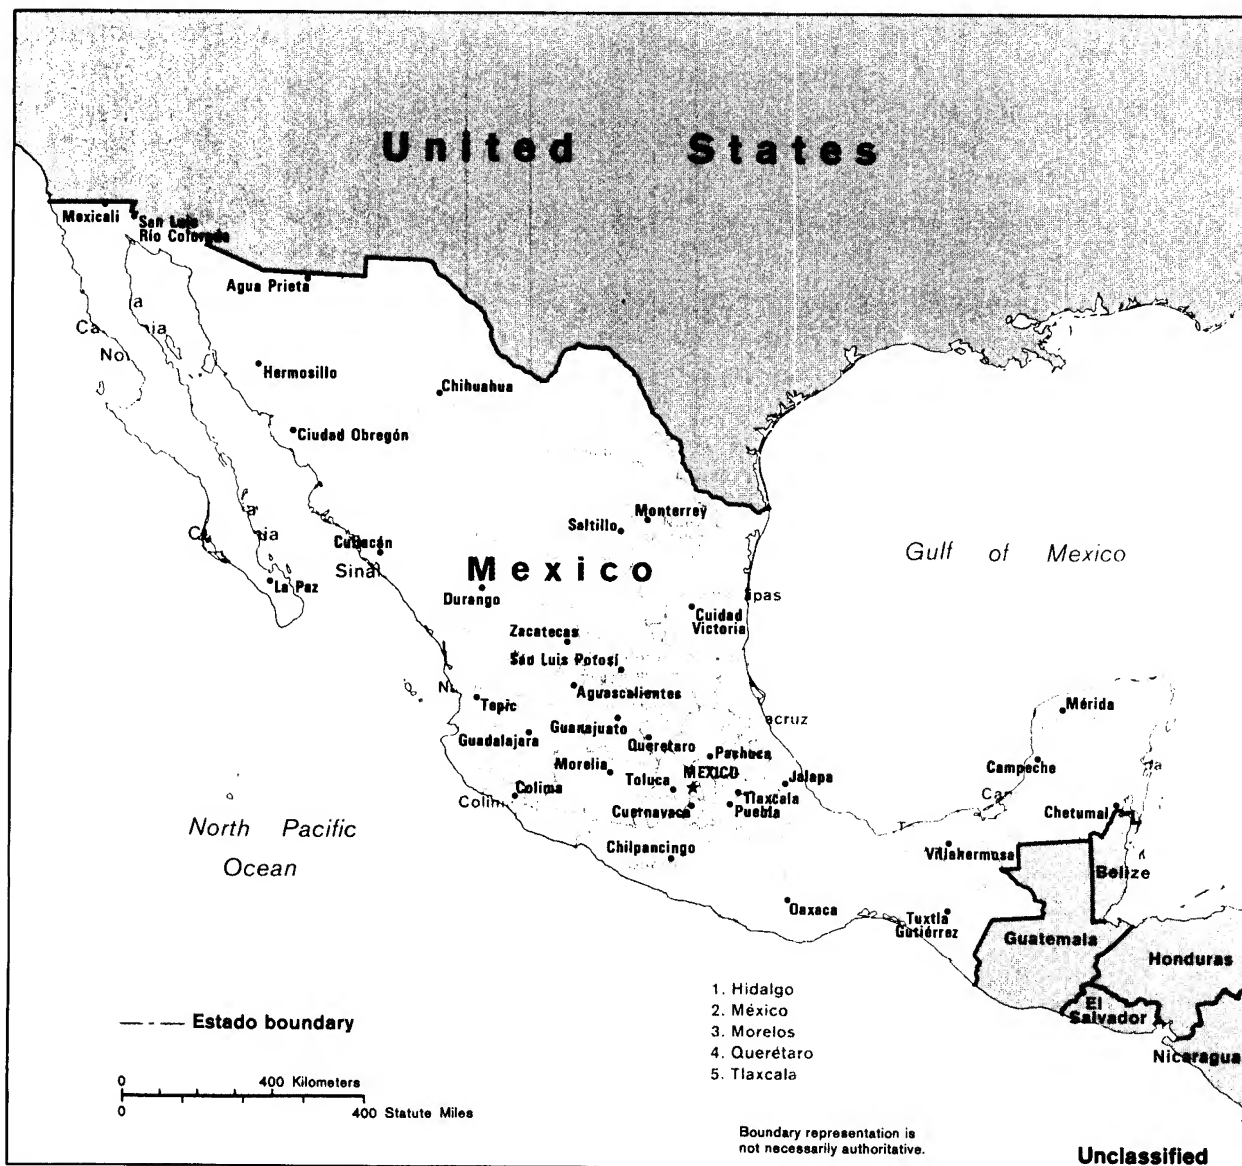 United States
Mexicali
San Luis
Río Colorado
Agua Prieta
Hermosillo
Chihuahua
Ciudad Obregón
Monterrey
Saltillo
Culiacán
Gulf of Mexico
Mexico
La Paz
Durango
Cuidad
Victoria
Zacatecas
San Luis Potosí
Aguascalientes
Tepic
Mérida
Guanajuato
Guadalajara
Querétaro
Pachuca
Morelia
MEXICO
Campeche
Toluca
Jalapa
Colima
Tlaxcala
Cuernavaca
Puebla
Chetumal
North Pacific
Ocean
Chilpancingo
Villahermosa
Belize
Oaxaca
Tuxtla
Gutiérrez
Guatemala
Honduras
1. Hidalgo
2. México
3. Morelos
4. Querétaro
5. Tlaxcala
El
Salvador
Nicaragua
Estado boundary
0 400 Kilometers
0 400 Statute Miles
Boundary representation is
not necessarily authoritative.
Unclassified